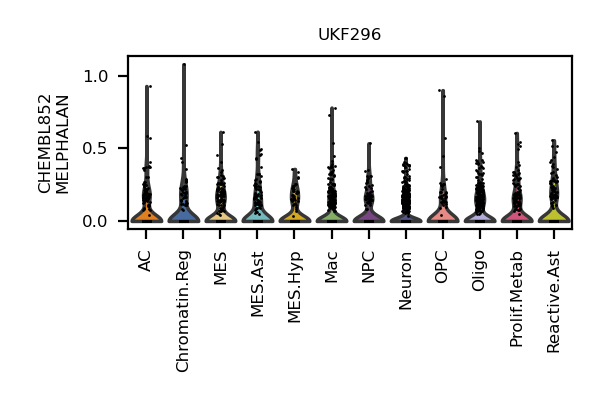 UKF296
CHEMBL852
MELPHALAN
1.0
0.5
0.0
AC
Chromatin.Reg
MES
MES.Ast
MES.Hyp
Mac
NPC
Neuron
OPC
Oligo
Prolif.Metab
Reactive.Ast